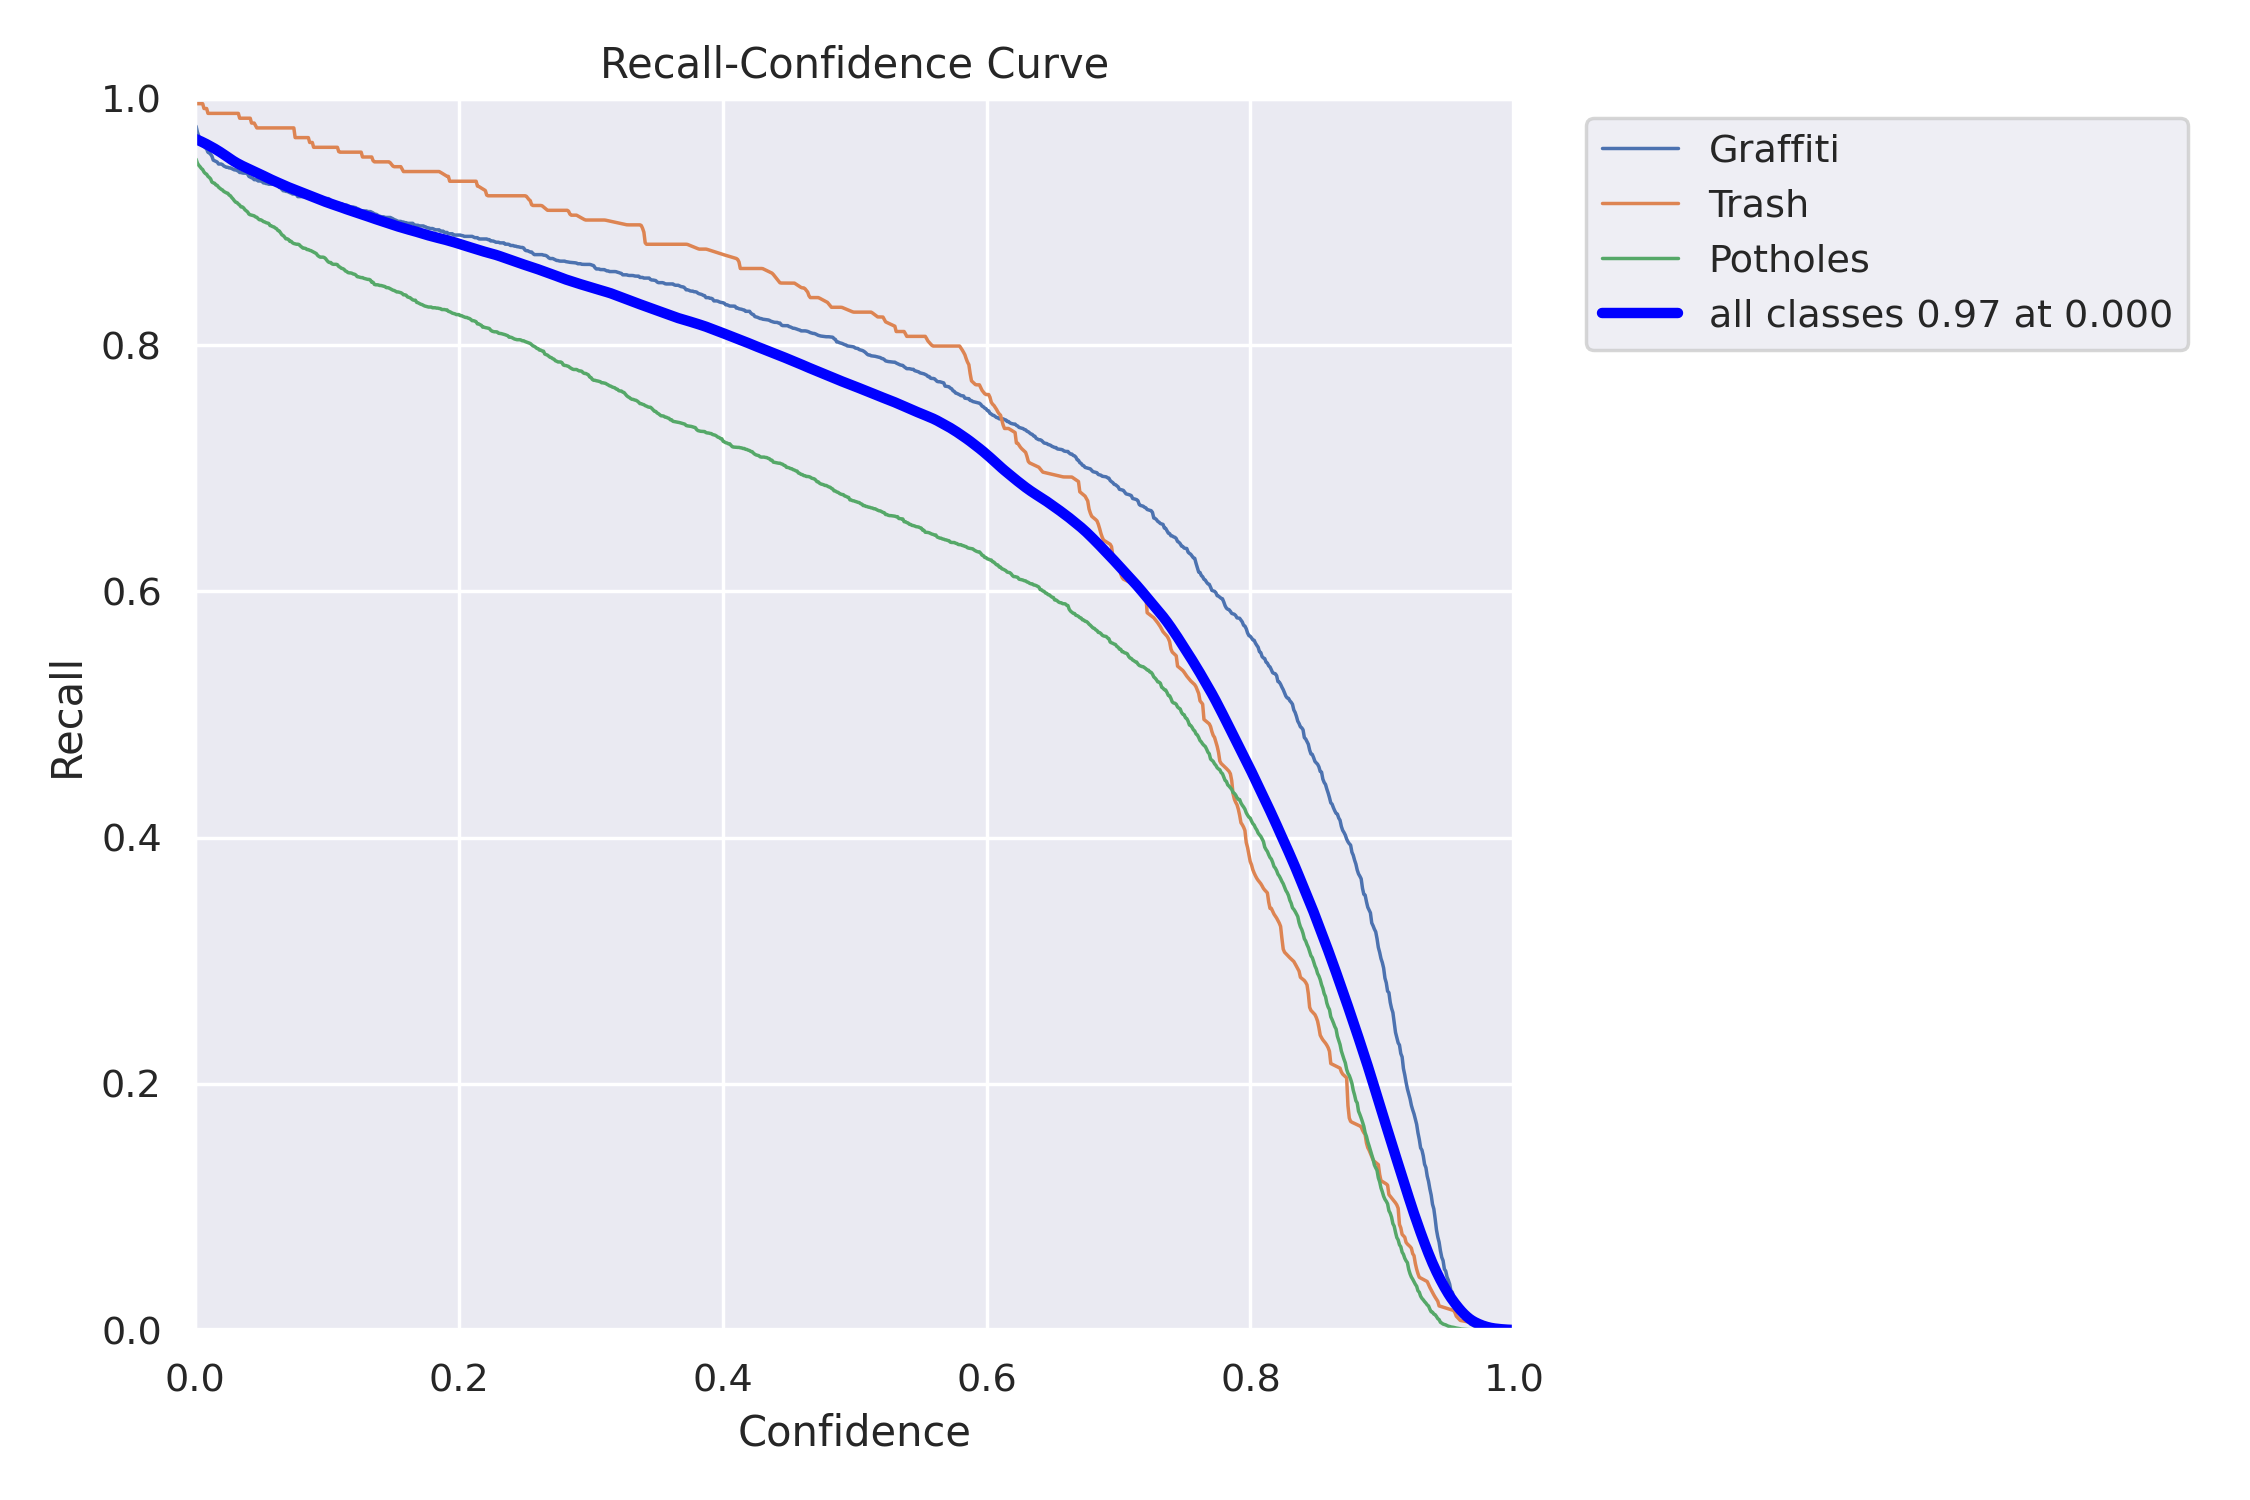 Recall-Confidence Curve
1.0
0.8
0.6
0.4
0.2
0.0
Recall
0.0 0.2 0.4 0.6 0.8 1.0
Confidence
Graffiti
Trash
Potholes
all classes 0.97 at 0.000